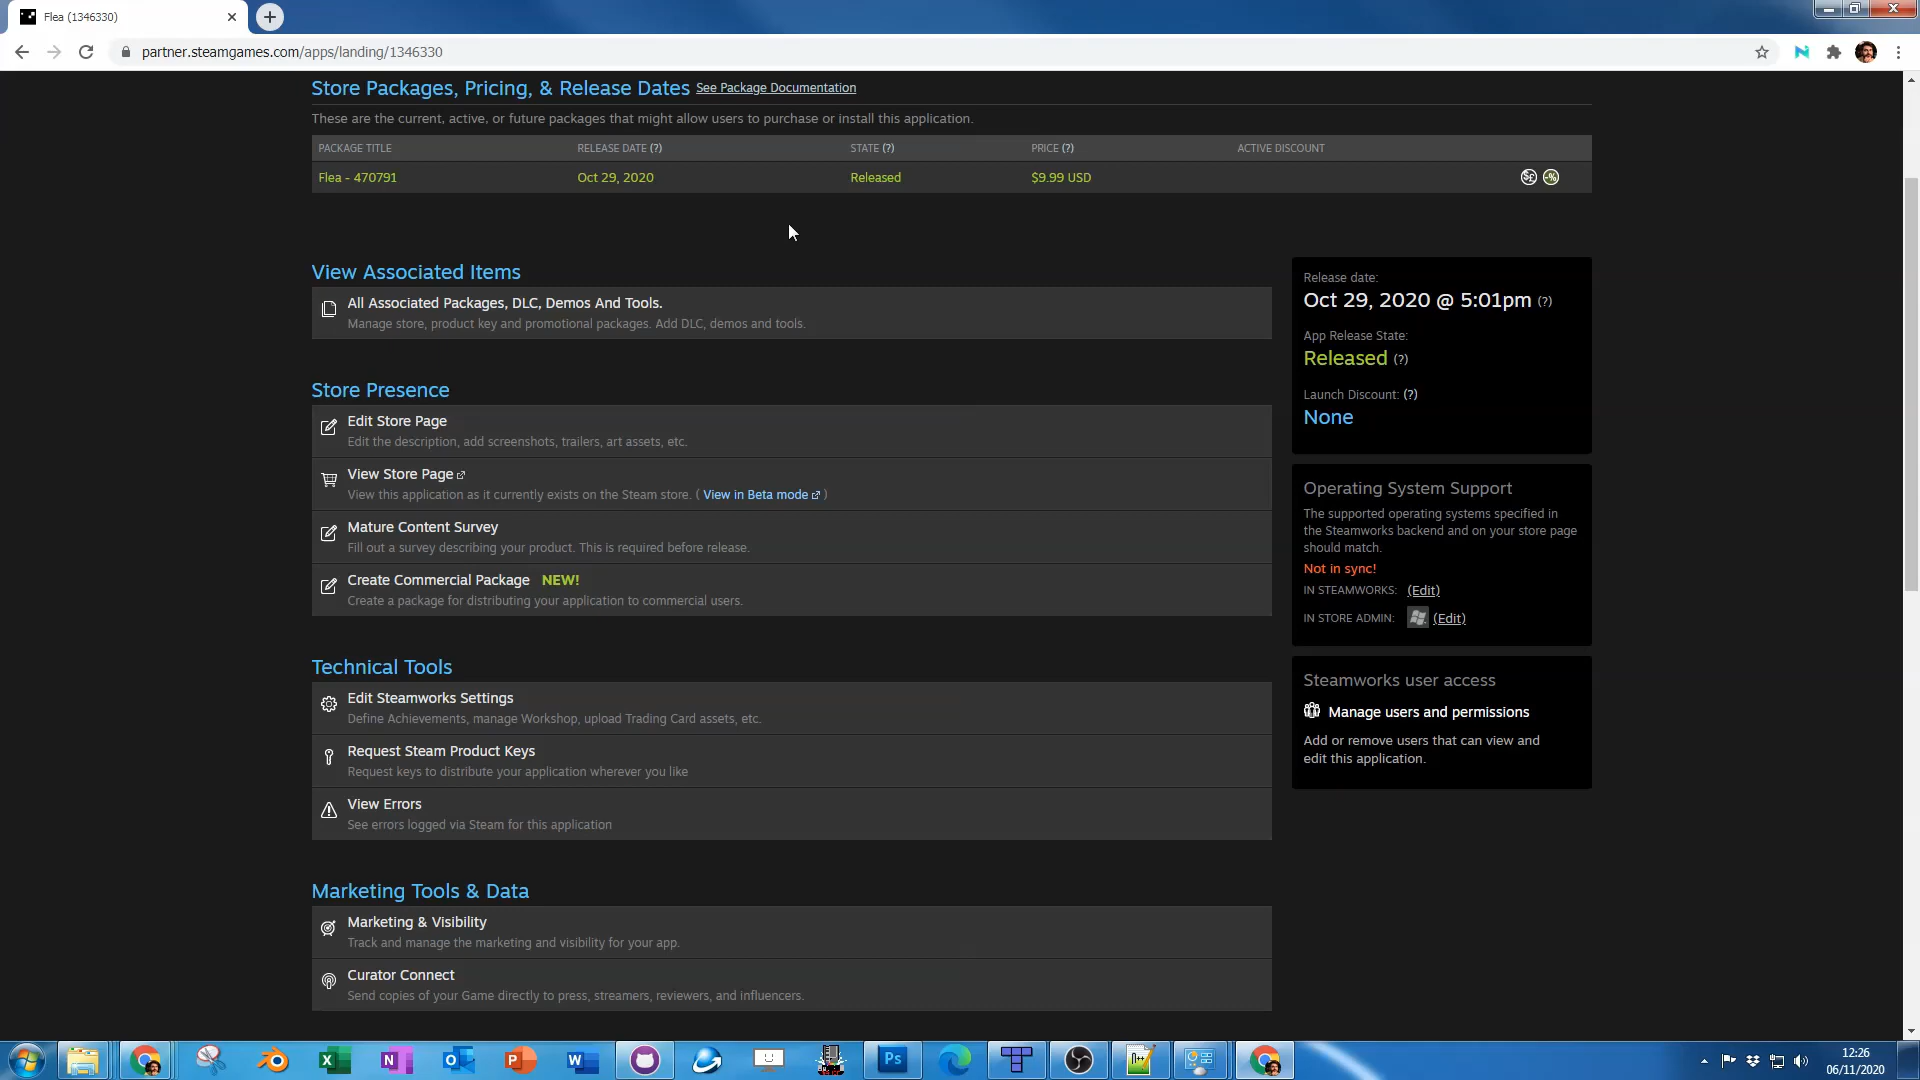 Flea (1346330)
partner.steamgames.com/apps/landing/1346330
Store Packages, Pricing, & Release Dates See Package Documentation
These are the current, active, or future packages that might allow users to purchase or install this application.
PACKAGE TITLE RELEASE DATE (?) STATE (?) PRICE (?) ACTIVE DISCOUNT
Flea - 470791 Oct 29, 2020 Released $9.99 USD
View Associated Items
All Associated Packages, DLC, Demos And Tools.
Manage store, product key and promotional packages. Add DLC, demos and tools.
Store Presence
Edit Store Page
Edit the description, add screenshots, trailers, art assets, etc.
View Store Page
View this application as it currently exists on the Steam store. ( View in Beta mode )
Mature Content Survey
Fill out a survey describing your product. This is required before release.
Create Commercial Package NEW!
Create a package for distributing your application to commercial users.
Technical Tools
Edit Steamworks Settings
Define Achievements, manage Workshop, upload Trading Card assets, etc.
Request Steam Product Keys
Request keys to distribute your application wherever you like
View Errors
See errors logged via Steam for this application
Marketing Tools & Data
Marketing & Visibility
Track and manage the marketing and visibility for your app.
Curator Connect
Send copies of your Game directly to press, streamers, reviewers, and influencers.
Release date:
Oct 29, 2020 @ 5:01pm (?)
App Release State:
Released (?)
Launch Discount: (?)
None
Operating System Support
The supported operating systems specified in
the Steamworks backend and on your store page
should match.
Not in sync!
IN STEAMWORKS: (Edit)
IN STORE ADMIN: (Edit)
Steamworks user access
Manage users and permissions
Add or remove users that can view and
edit this application.
12:26
06/11/2020